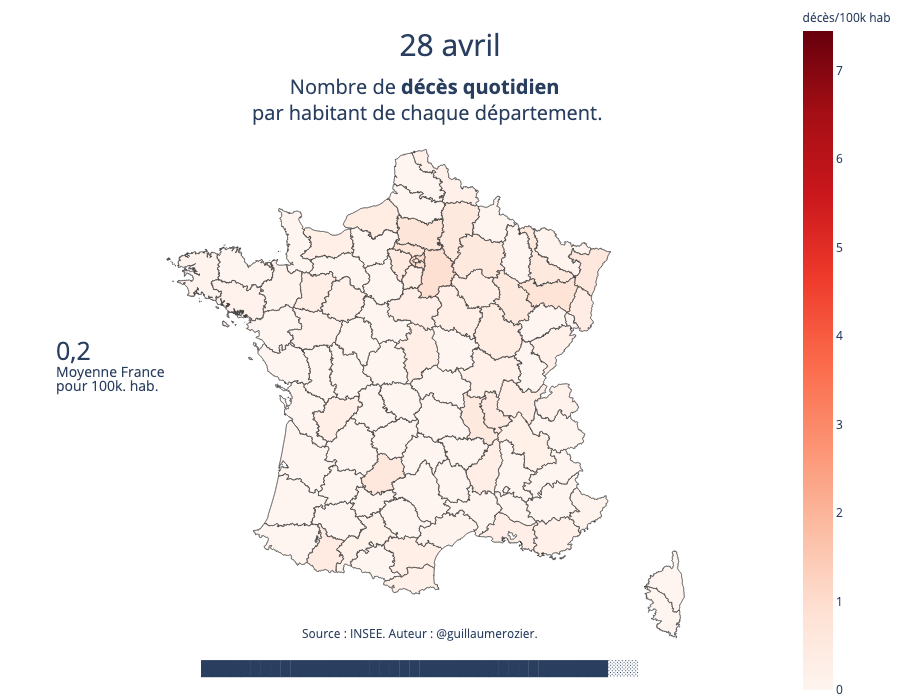 décès/100k hab
28 avril
Nombre de décès quotidien
par habitant de chaque département.
7
6
5
4
3
2
1
0
0,2
Moyenne France
pour 100k. hab.
Source : INSEE. Auteur : @guillaumerozier.